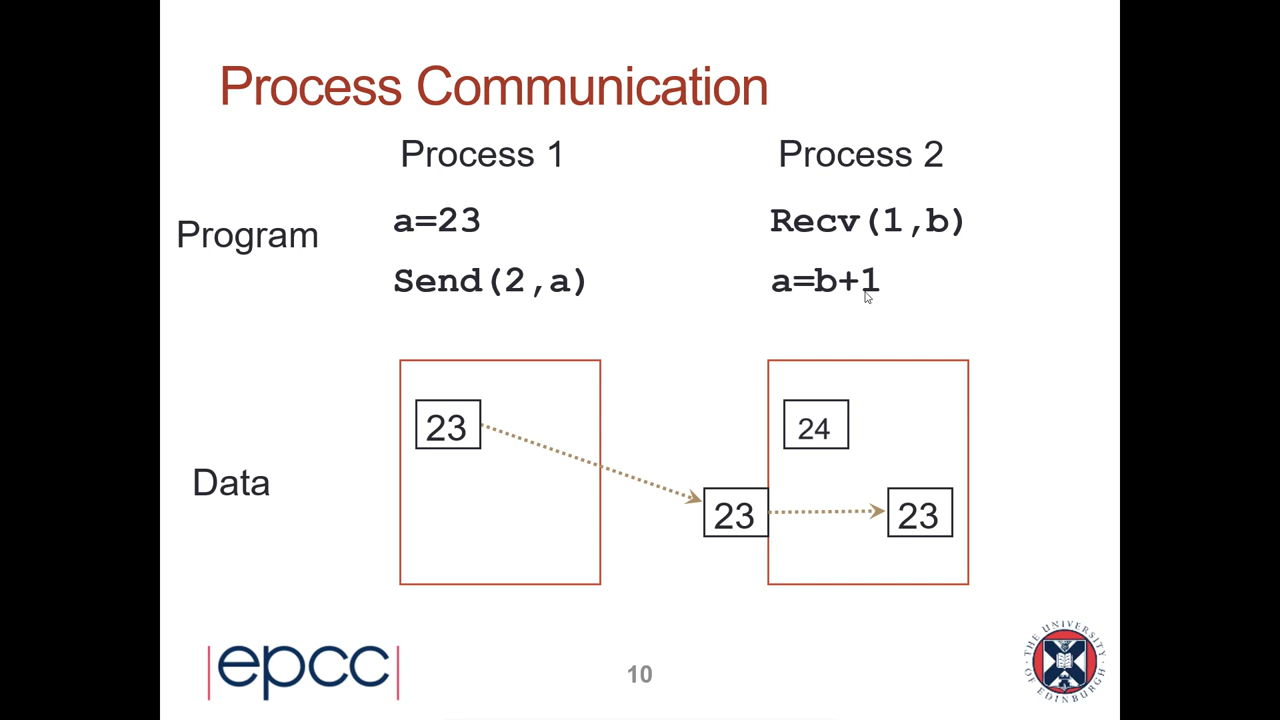 Process Communication
Process 1 Process 2
Program
a=23 Recv(1,b)
Send(2,a) a=b+1
23 24
Data
23 23
epcc
10
THE UNIVERSITY OF EDINBURGH